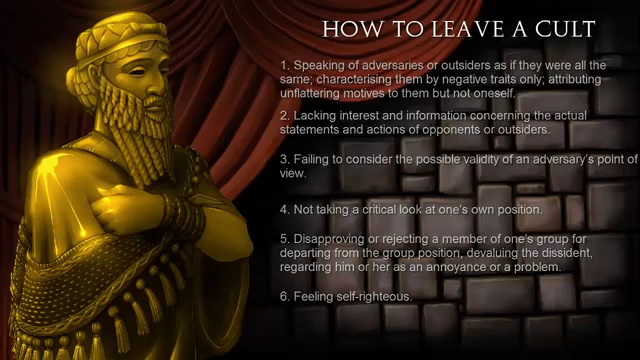 HOW TO LEAVE A CULT
1. Speaking of adversaries or outsiders as if they were all the
same; characterising them by negative traits only; attributing
unflattering motives to them but not oneself.
2. Lacking interest and information concerning the actual
statements and actions of opponents or outsiders.
3. Failing to consider the possible validity of an adversary's point of
view.
4. Not taking a critical look at one's own position.
5. Disapproving or rejecting a member of one's group for
departing from the group position, devaluing the dissident,
regarding him or her as an annoyance or a problem.
6. Feeling self-righteous.